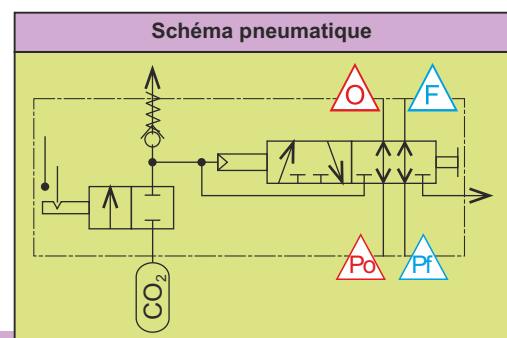 Schéma pneumatique
O F
Po Pf
CO₂